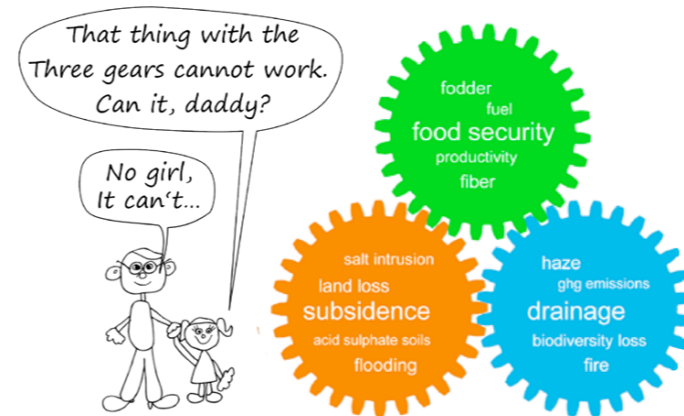 That thing with the
Three gears cannot work.
Can it, daddy?
No girl,
It can't...
fodder
fuel
food security
productivity
fiber
salt intrusion
land loss
subsidence
acid sulphate soils
flooding
haze
ghg emissions
drainage
biodiversity loss
fire